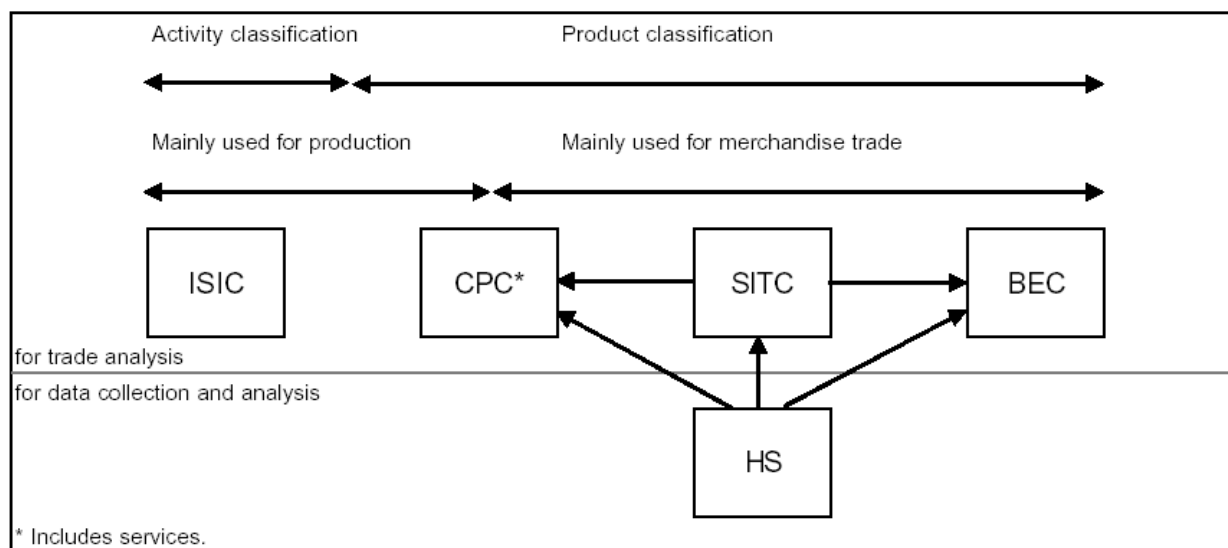 Activity classification
Product classification
Mainly used for production
Mainly used for merchandise trade
ISIC
CPC*
SITC
BEC
for trade analysis
for data collection and analysis
HS
* Includes services.